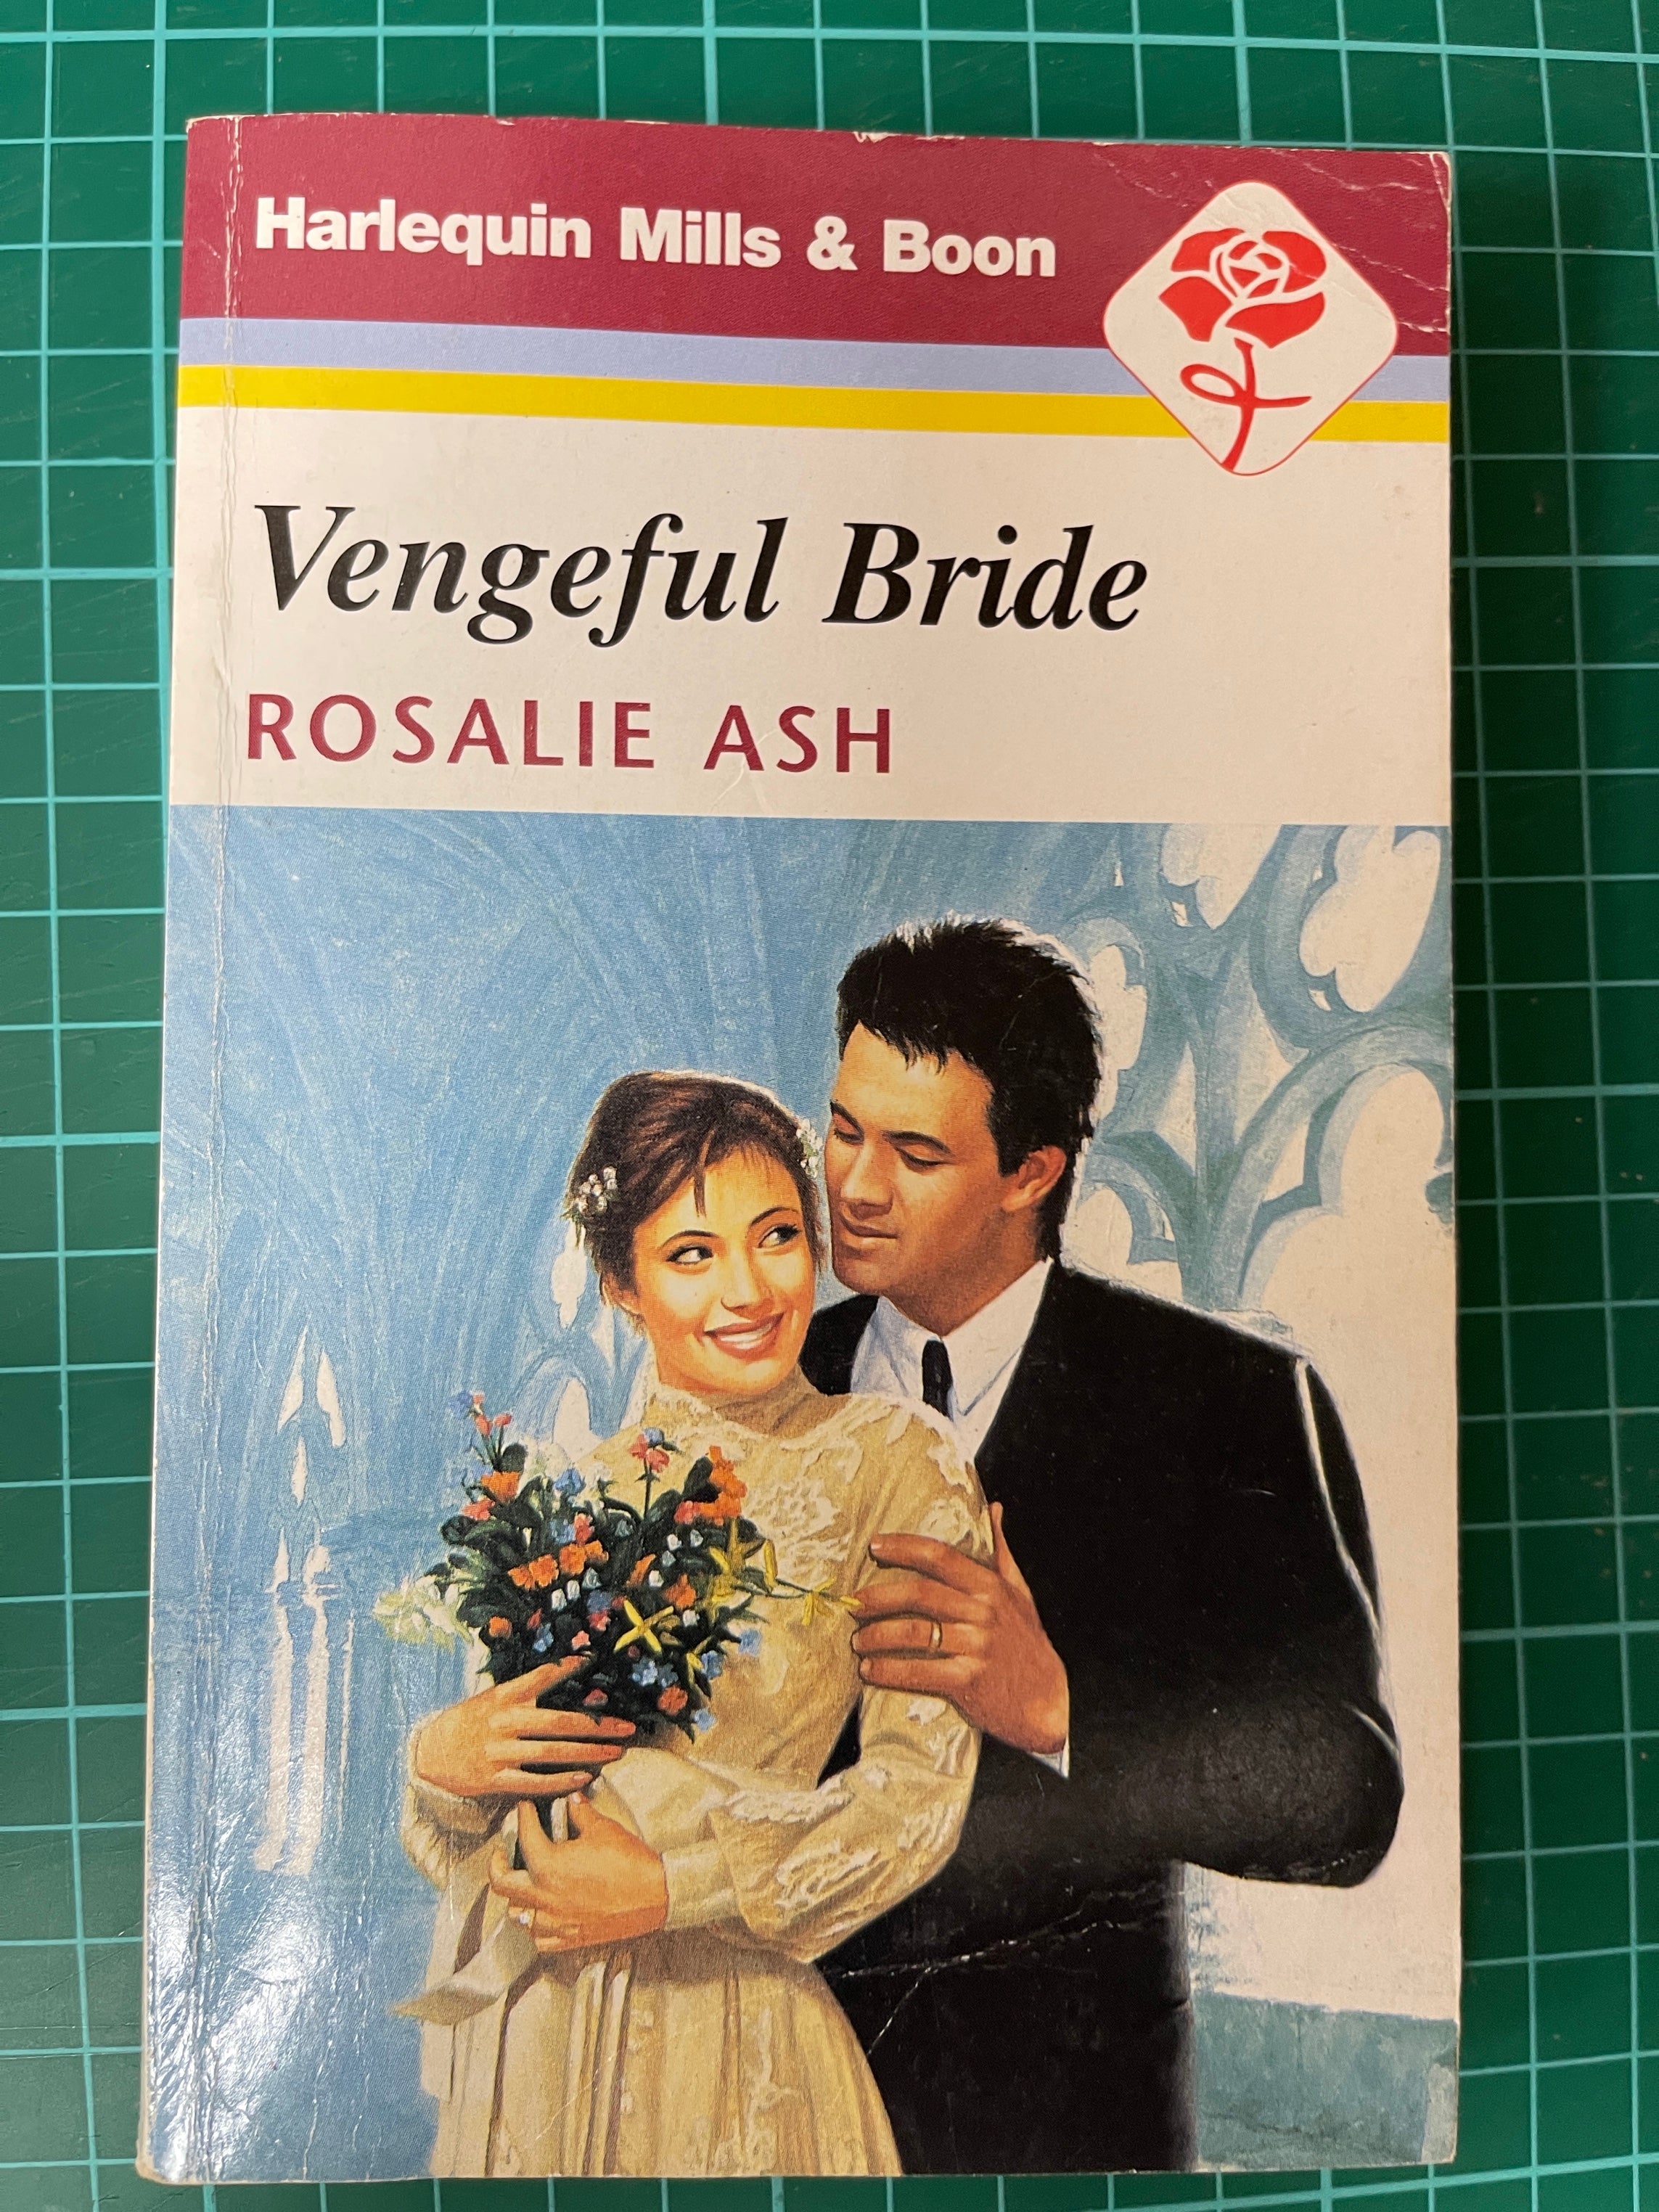 Harlequin Mills & Boon
Vengeful Bride
ROSALIE ASH